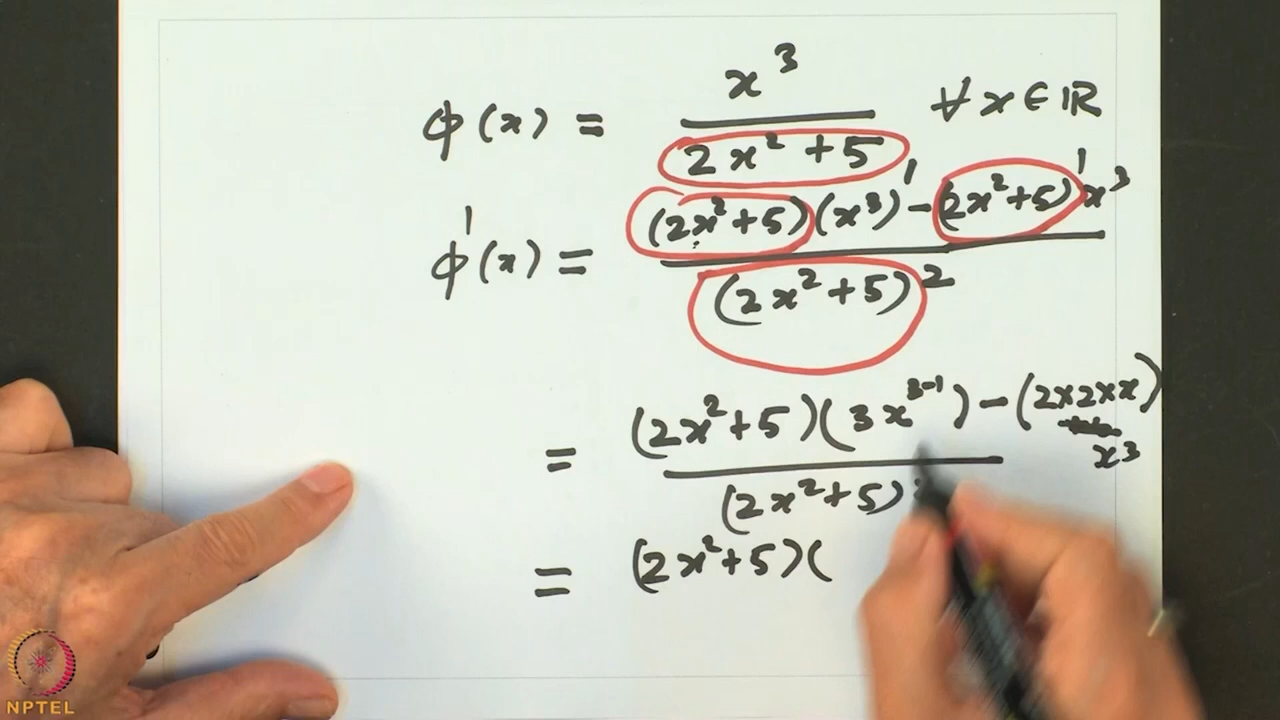 φ(x) = x³ / (2x² + 5) ∀ x ∈ ℝ
φ'(x) = ((2x² + 5)(x³)' − (2x² + 5)' x³) / (2x² + 5)²
= ((2x² + 5)(3x³⁻¹) − (2×2×x) x³) / (2x² + 5)
= (2x² + 5)(
NPTEL